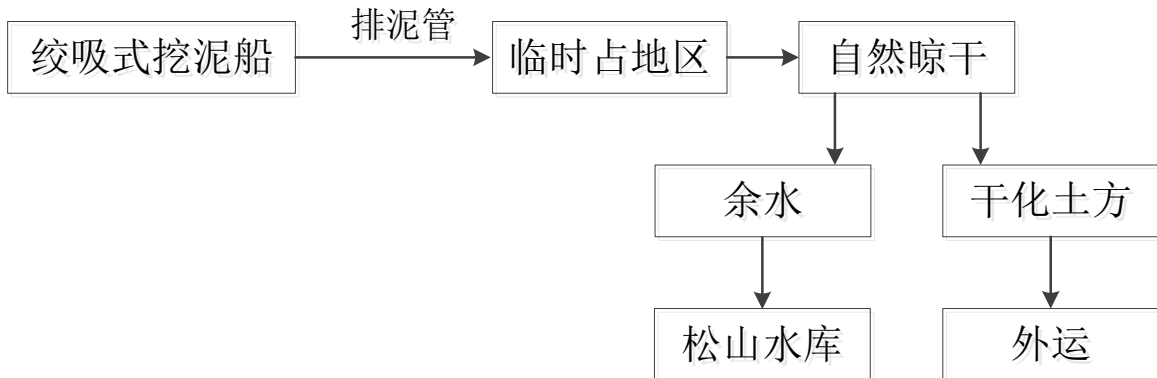 排泥管
绞吸式挖泥船
临时占地区
自然晾干
余水
干化土方
松山水库
外运